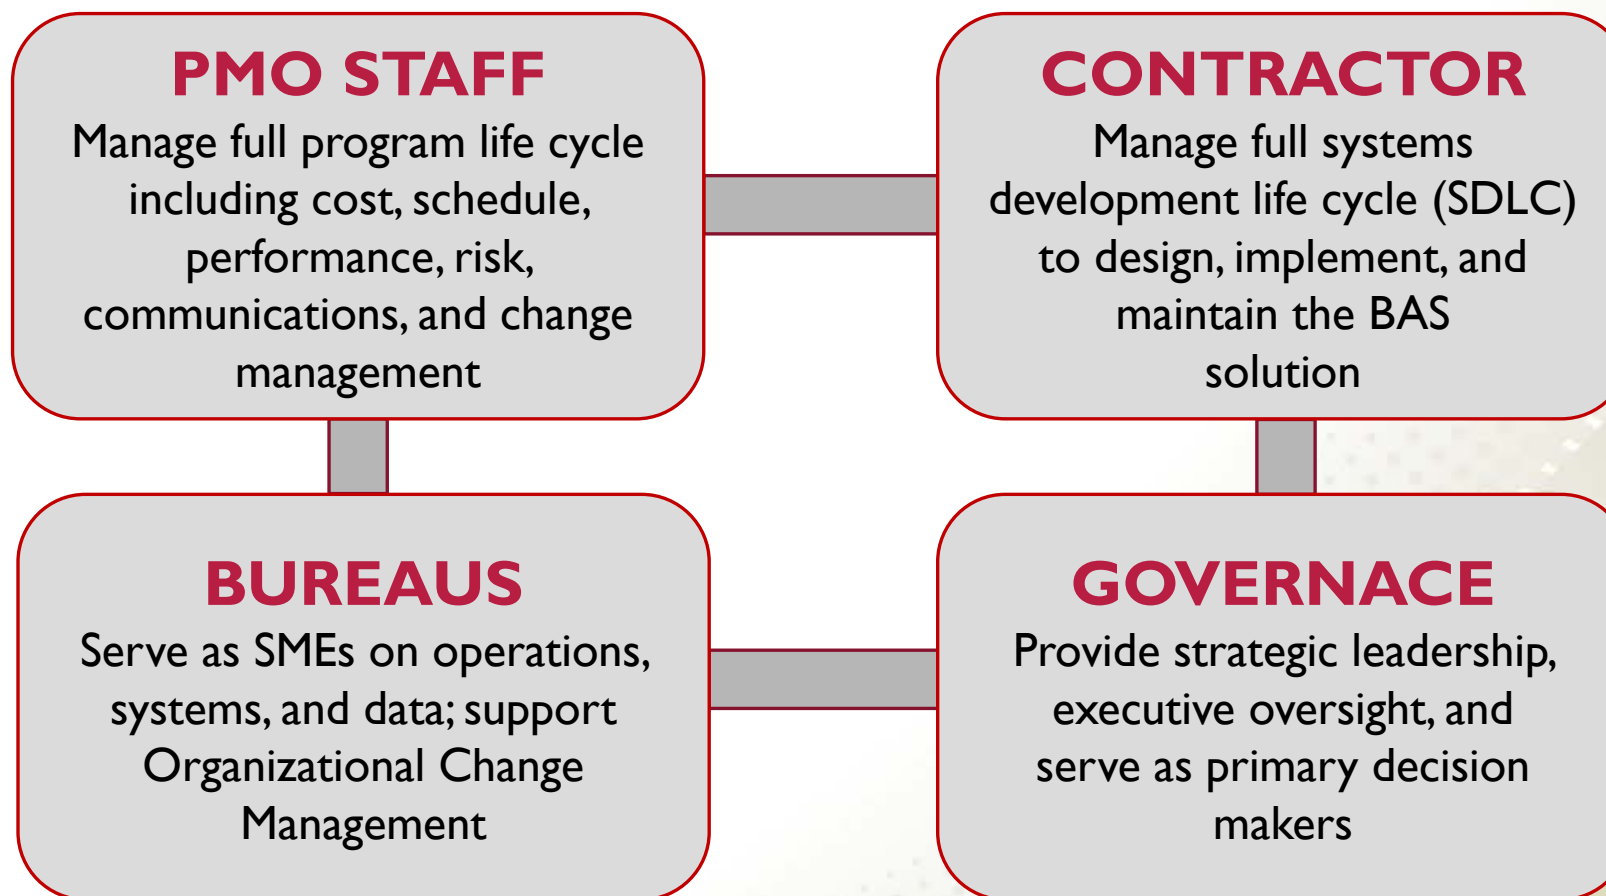 PMO STAFF
Manage full program life cycle
including cost, schedule,
performance, risk,
communications, and change
management
CONTRACTOR
Manage full systems
development life cycle (SDLC)
to design, implement, and
maintain the BAS
solution
BUREAUS
Serve as SMEs on operations,
systems, and data; support
Organizational Change
Management
GOVERNACE
Provide strategic leadership,
executive oversight, and
serve as primary decision
makers